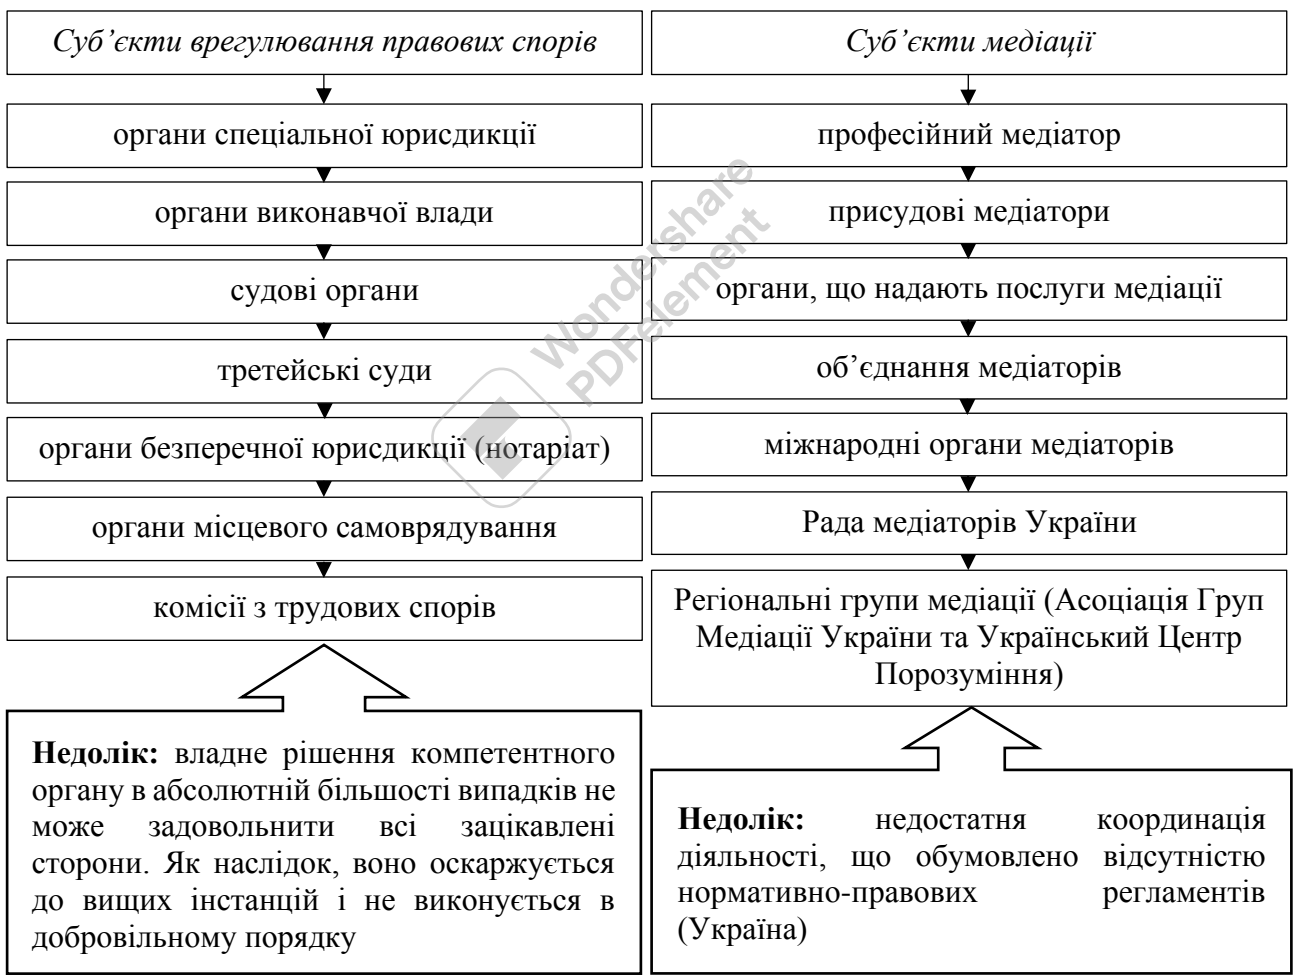 Суб’єкти врегулювання правових спорів
органи спеціальної юрисдикції
органи виконавчої влади
судові органи
третейські суди
органи безперечної юрисдикції (нотаріат)
органи місцевого самоврядування
комісії з трудових спорів
Недолік: владне рішення компетентного
органу в абсолютній більшості випадків не
може задовольнити всі зацікавлені
сторони. Як наслідок, воно оскаржується
до вищих інстанцій і не виконується в
добровільному порядку
Суб’єкти медіації
професійний медіатор
присудові медіатори
органи, що надають послуги медіації
об’єднання медіаторів
міжнародні органи медіаторів
Рада медіаторів України
Регіональні групи медіації (Асоціація Груп
Медіації України та Український Центр
Порозуміння)
Недолік: недостатня координація
діяльності, що обумовлено відсутністю
нормативно-правових регламентів
(Україна)
Wondershare
PDFelement